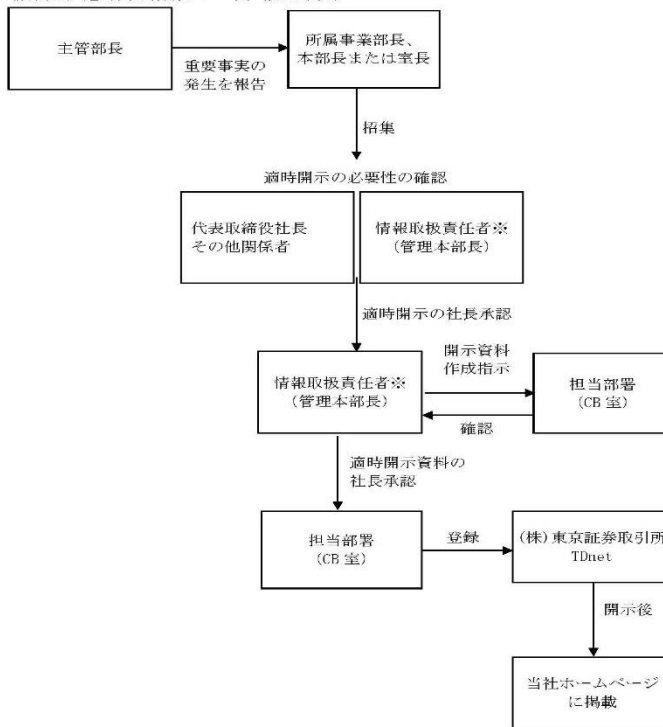 主管部長
重要事実の
発生を報告
所属事業部長、
本部長または室長
招集
適時開示の必要性の確認
代表取締役社長
その他関係者
情報取扱責任者※
(管理本部長)
適時開示の社長承認
情報取扱責任者※
(管理本部長)
開示資料
作成指示
確認
担当部署
(CB 室)
適時開示資料の
社長承認
担当部署
(CB 室)
登録
(株)東京証券取引所
TDnet
開示後
当社ホームページ
に掲載